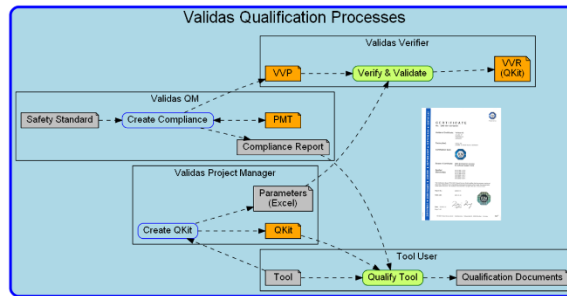 Validas Qualification Processes
Validas Verifier
VVP
Verify & Validate
VVR
(QKit)
Validas QM
Safety Standard
Create Compliance
PMT
Compliance Report
Validas Project Manager
Parameters
(Excel)
Create QKit
QKit
Tool User
Tool
Qualify Tool
Qualification Documents